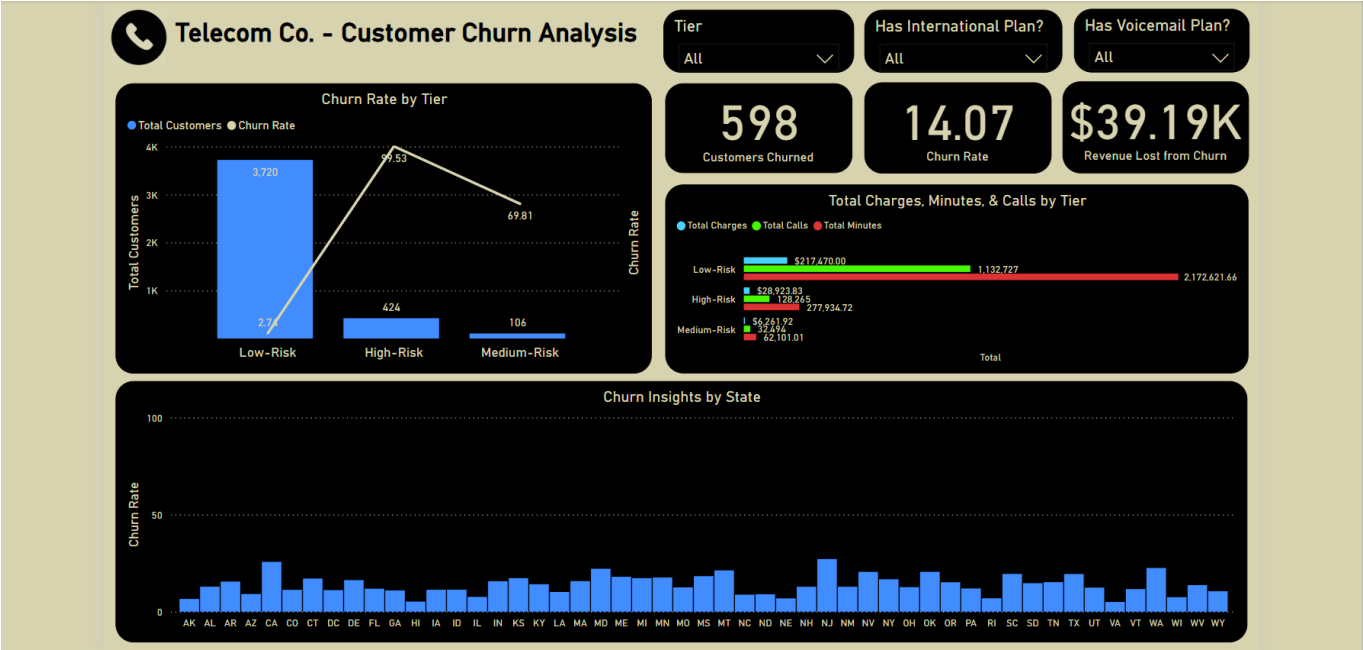 Telecom Co. - Customer Churn Analysis
Tier
All
Has International Plan?
All
Has Voicemail Plan?
All
Churn Rate by Tier
Total Customers Churn Rate
Total Customers
4K
3K
2K
1K
3,720
424
106
99.53
69.81
Low-Risk High-Risk Medium-Risk
Churn Rate
598
Customers Churned
14.07
Churn Rate
$39.19K
Revenue Lost from Churn
Total Charges, Minutes, & Calls by Tier
Total Charges Total Calls Total Minutes
Low-Risk
$217,470.00
1,132,727
2,172,621.66
High-Risk
$28,923.83
128,265
277,934.72
Medium-Risk
$6,261.92
32,494
62,101.01
Total
Churn Insights by State
Churn Rate
100
50
0
AK AL AR AZ CA CO CT DC DE FL GA HI IA ID IL IN KS KY LA MA MD ME MI MN MO MS MT NC ND NE NH NJ NM NV NY OH OK OR PA RI SC SD TN TX UT VA VT WA WI WV WY